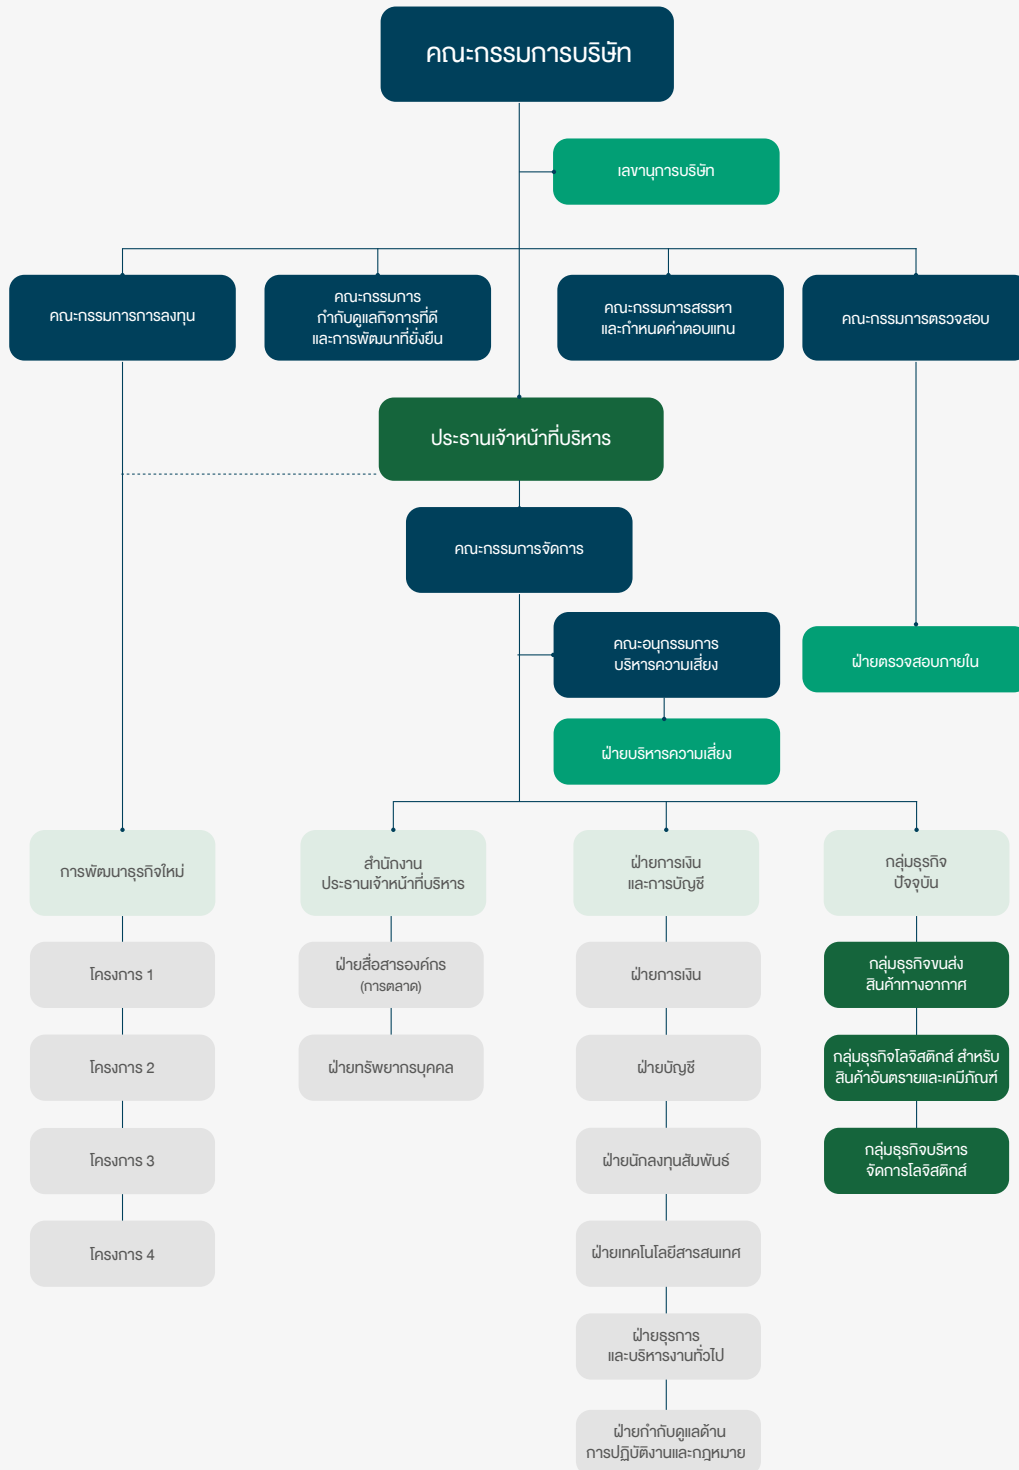 คณะกรรมการบริษัท
เลขานุการบริษัท
คณะกรรมการการลงทุน
คณะกรรมการ
กำกับดูแลกิจการที่ดี
และการพัฒนาที่ยั่งยืน
คณะกรรมการสรรหา
และกำหนดค่าตอบแทน
คณะกรรมการตรวจสอบ
ประธานเจ้าหน้าที่บริหาร
คณะกรรมการจัดการ
คณะอนุกรรมการ
บริหารความเสี่ยง
ฝ่ายตรวจสอบภายใน
ฝ่ายบริหารความเสี่ยง
การพัฒนาธุรกิจใหม่
สำนักงาน
ประธานเจ้าหน้าที่บริหาร
ฝ่ายการเงิน
และการบัญชี
กลุ่มธุรกิจ
ปัจจุบัน
โครงการ 1
ฝ่ายสื่อสารองค์กร
(การตลาด)
ฝ่ายการเงิน
กลุ่มธุรกิจขนส่ง
สินค้าทางอากาศ
โครงการ 2
ฝ่ายทรัพยากรบุคคล
ฝ่ายบัญชี
กลุ่มธุรกิจโลจิสติกส์ สำหรับ
สินค้าอันตรายและเคมีภัณฑ์
โครงการ 3
ฝ่ายนักลงทุนสัมพันธ์
กลุ่มธุรกิจบริหาร
จัดการโลจิสติกส์
โครงการ 4
ฝ่ายเทคโนโลยีสารสนเทศ
ฝ่ายธุรการ
และบริหารงานทั่วไป
ฝ่ายกำกับดูแลด้าน
การปฏิบัติงานและกฎหมาย